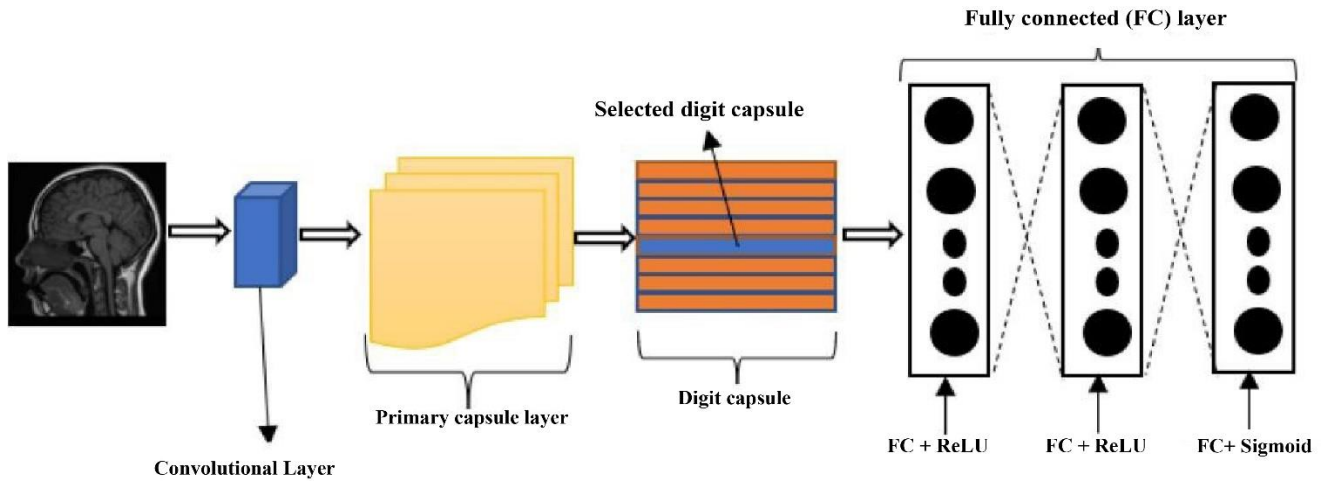 Fully connected (FC) layer
Selected digit capsule
Primary capsule layer
Digit capsule
FC + ReLU
FC + ReLU
FC+ Sigmoid
Convolutional Layer